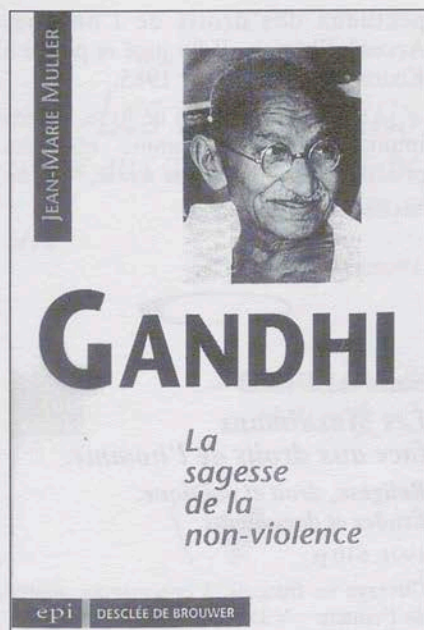 JEAN-MARIE MULLER
GANDHI
La
sagesse
de la
non-violence
epi DESCLÉE DE BROUWER